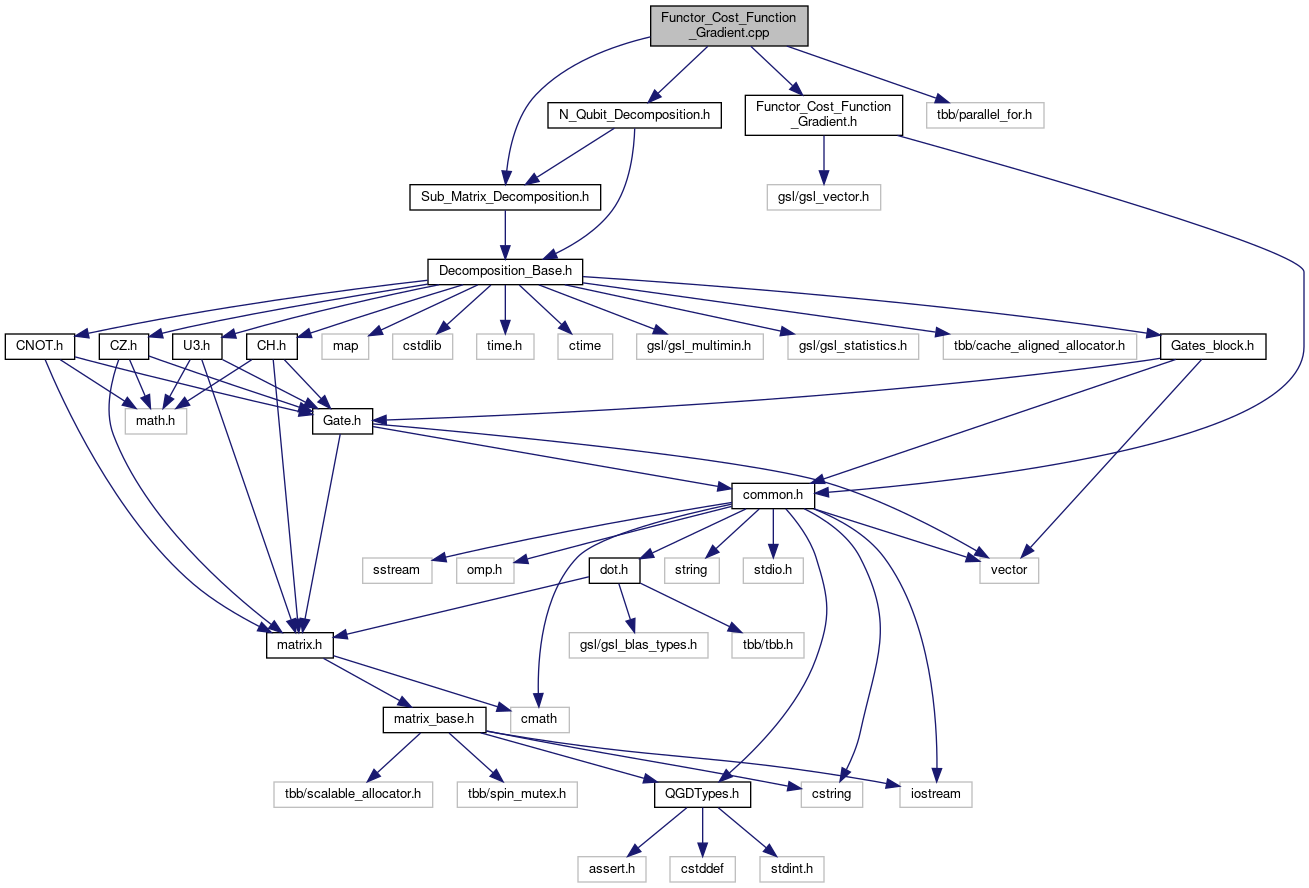 Functor_Cost_Function
_Gradient.cpp
N_Qubit_Decomposition.h
Functor_Cost_Function
_Gradient.h
tbb/parallel_for.h
Sub_Matrix_Decomposition.h
gsl/gsl_vector.h
Decomposition_Base.h
CNOT.h
CZ.h
U3.h
CH.h
map
cstdlib
time.h
ctime
gsl/gsl_multimin.h
gsl/gsl_statistics.h
tbb/cache_aligned_allocator.h
Gates_block.h
math.h
Gate.h
common.h
sstream
omp.h
dot.h
string
stdio.h
vector
matrix.h
gsl/gsl_blas_types.h
tbb/tbb.h
matrix_base.h
cmath
tbb/scalable_allocator.h
tbb/spin_mutex.h
QGDTypes.h
cstring
iostream
assert.h
cstddef
stdint.h